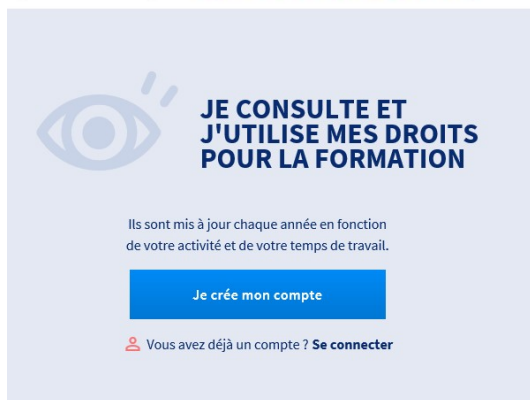 JE CONSULTE ET
J'UTILISE MES DROITS
POUR LA FORMATION
Ils sont mis à jour chaque année en fonction
de votre activité et de votre temps de travail.
Je crée mon compte
Vous avez déjà un compte ? Se connecter